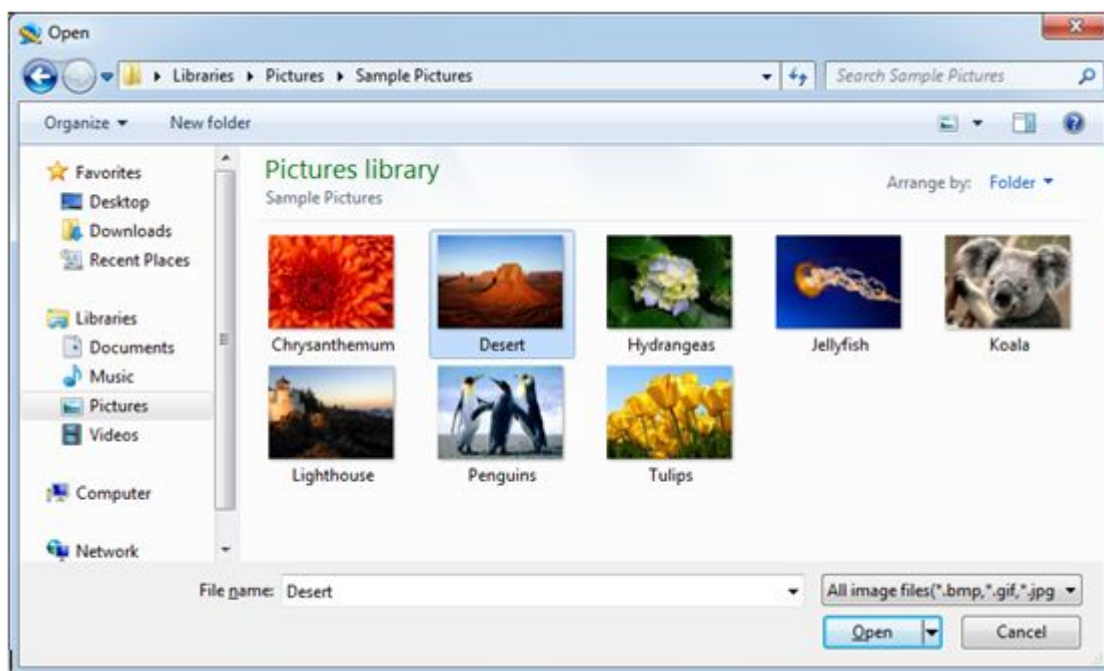 Open
Libraries ▸ Pictures ▸ Sample Pictures
Search Sample Pictures
Organize
New folder
Favorites
Desktop
Downloads
Recent Places
Libraries
Documents
Music
Pictures
Videos
Computer
Network
Pictures library
Sample Pictures
Arrange by: Folder
Chrysanthemum
Desert
Hydrangeas
Jellyfish
Koala
Lighthouse
Penguins
Tulips
File name: Desert
All image files(*.bmp,*.gif,*.jpg
Open
Cancel